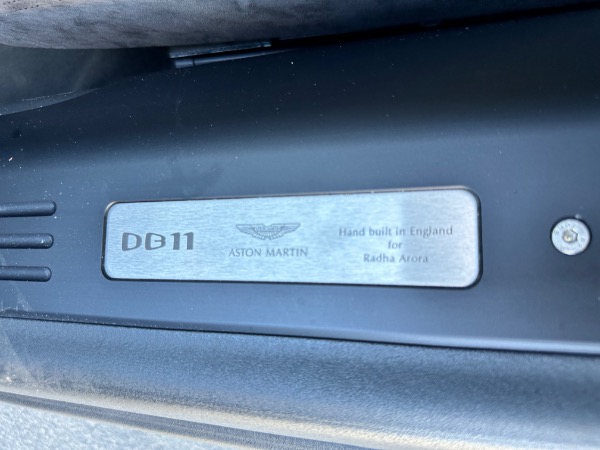 DB11
ASTON MARTIN
Hand built in England
for
Radha Arora